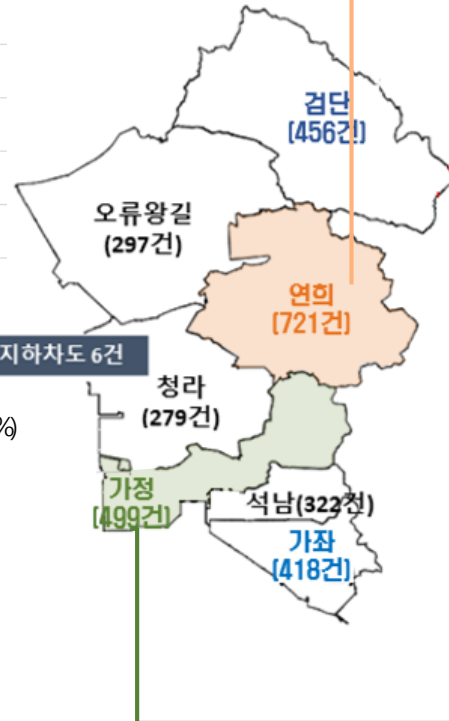 검단
(456건)
오류왕길
(297건)
연희
(721건)
지하차도 6건
청라
(279건)
%)
가정
(499건)
석남(322건)
가좌
(418건)